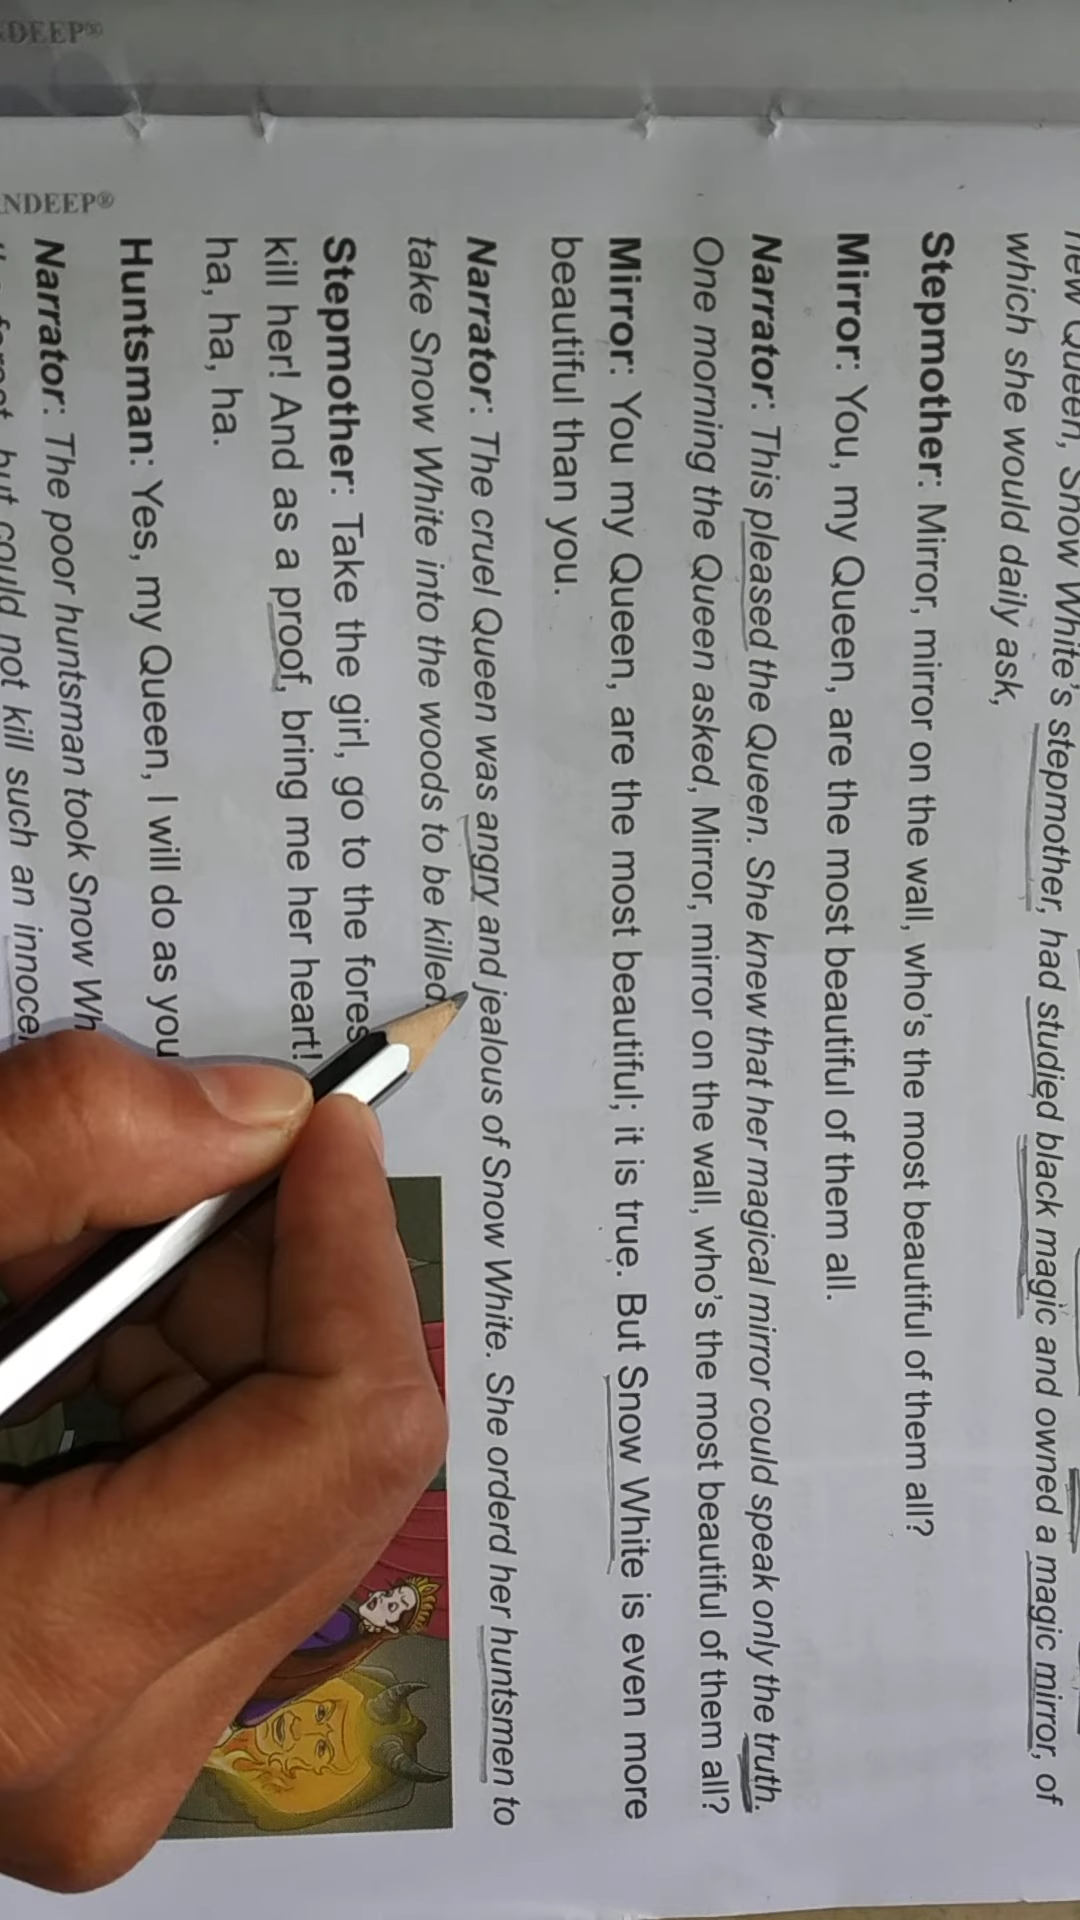 new Queen, Snow White's stepmother, had studied black magic and owned a magic mirror, of
which she would daily ask,
Stepmother: Mirror, mirror on the wall, who's the most beautiful of them all?
Mirror: You, my Queen, are the most beautiful of them all.
Narrator: This pleased the Queen. She knew that her magical mirror could speak only the truth.
One morning the Queen asked, Mirror, mirror on the wall, who's the most beautiful of them all?
Mirror: You my Queen, are the most beautiful; it is true. But Snow White is even more
beautiful than you.
Narrator: The cruel Queen was angry and jealous of Snow White. She orderd her huntsmen to
take Snow White into the woods to be killed.
Stepmother: Take the girl, go to the fores
kill her! And as a proof, bring me her heart!
ha, ha, ha.
Huntsman: Yes, my Queen, I will do as you
Narrator: The poor huntsman took Snow Wh
forest, but could not kill such an innoce
NDEEP®
DEEP®